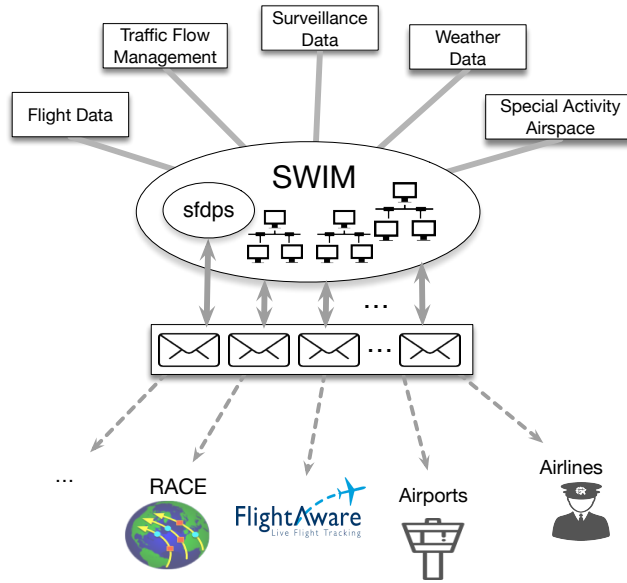 Surveillance
Data
Traffic Flow
Management
Weather
Data
Flight Data
Special Activity
Airspace
SWIM
sfdps
...
...
...
RACE
FlightAware
Live Flight Tracking
Airports
Airlines